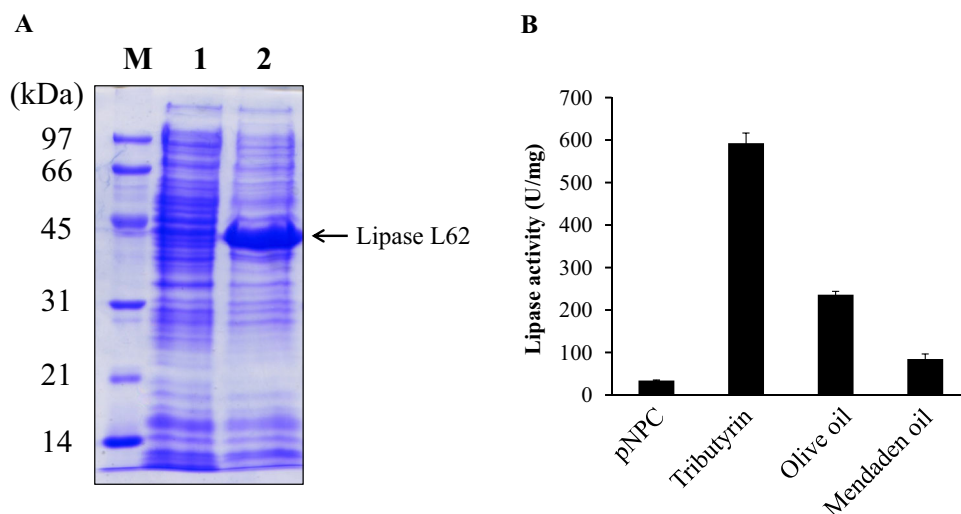 A
M 1 2
(kDa)
97
66
45
31
21
14
Lipase L62
B
Lipase activity (U/mg)
700
600
500
400
300
200
100
0
pNPC
Tributyrin
Olive oil
Mendaden oil